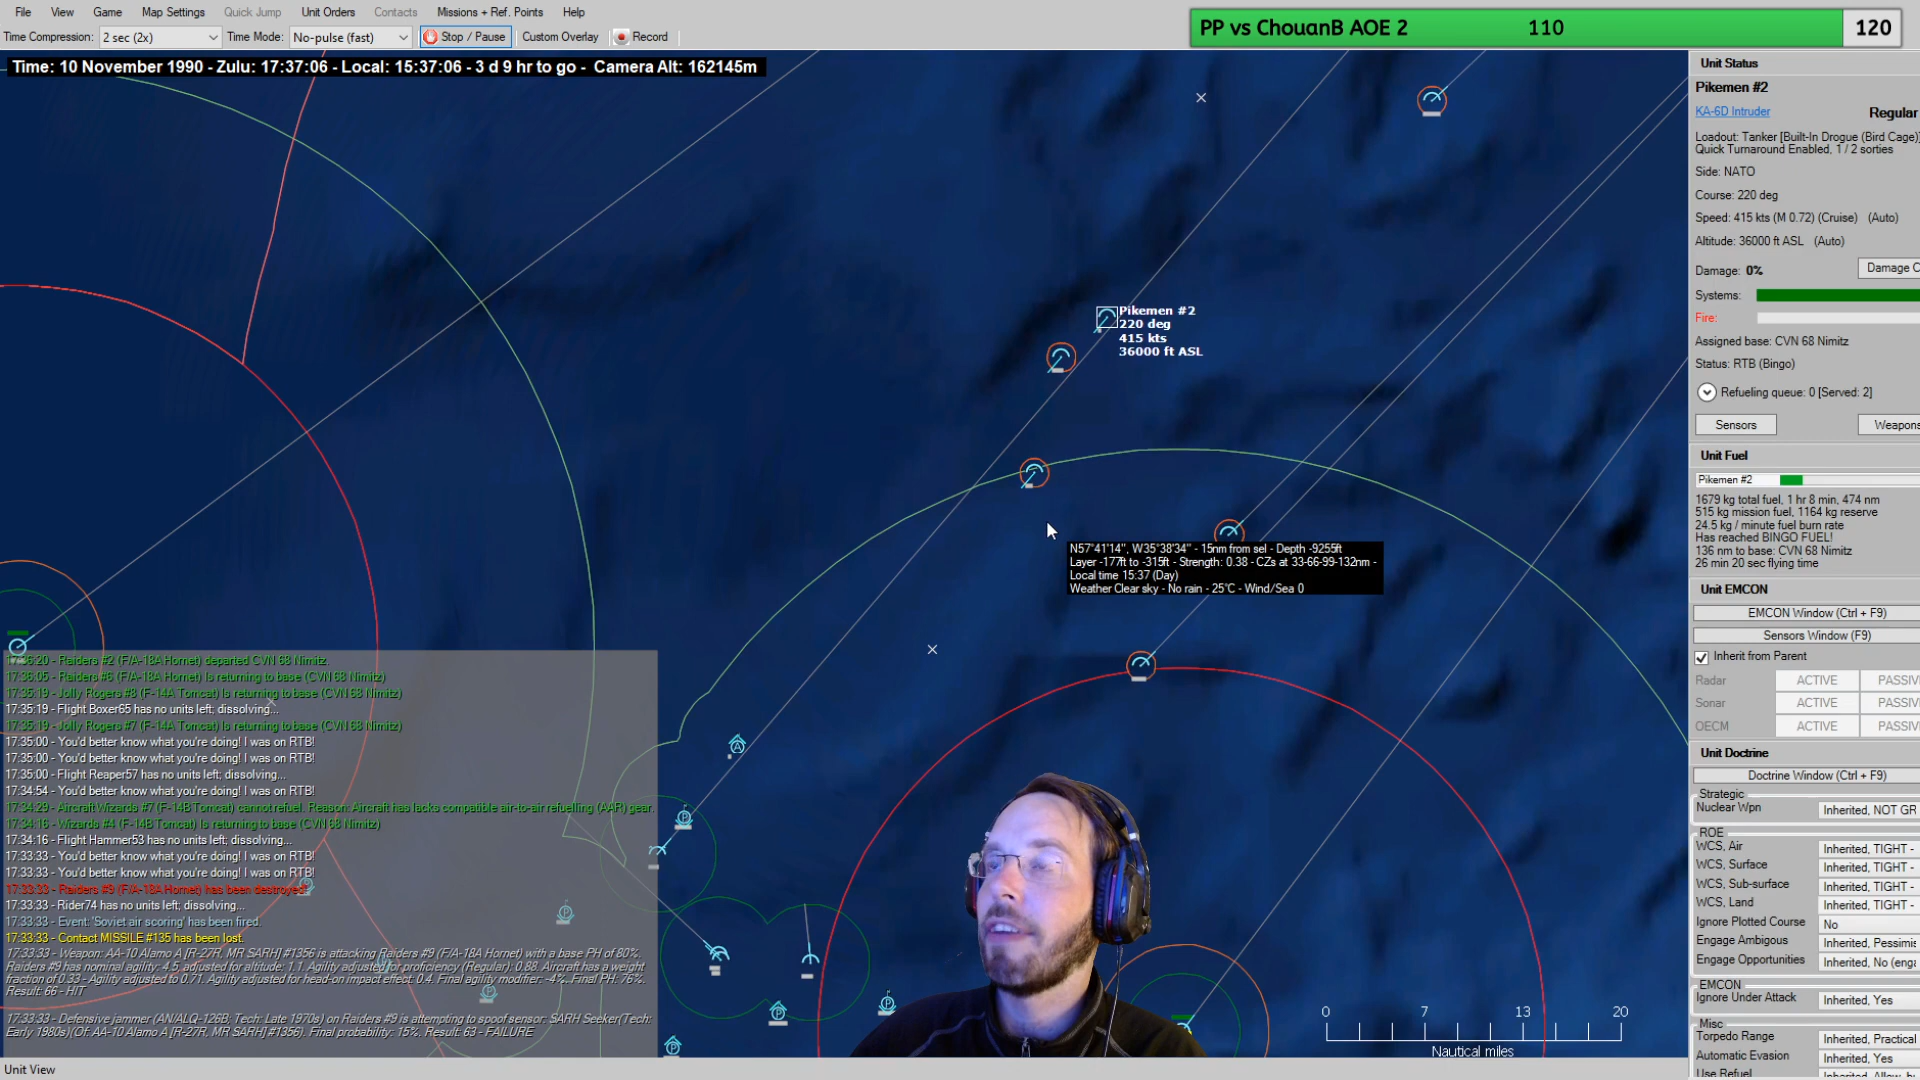 File View Game Map Settings Quick Jump Unit Orders Contacts Missions + Ref. Points Help
Time Compression: 2 sec (2x) Time Mode: No-pulse (fast) Stop / Pause Custom Overlay Record
PP vs ChouanB AOE 2 110 120
Time: 10 November 1990 - Zulu: 17:37:06 - Local: 15:37:06 - 3 d 9 hr to go - Camera Alt: 162145m
Pikemen #2
220 deg
415 kts
36000 ft ASL
N57°41'14", W35°38'34" - 15nm from sel - Depth -9255ft
Layer -177ft to -315ft - Strength: 0.38 - CZs at 33-66-99-132nm -
Local time 15:37 (Day)
Weather Clear sky - No rain - 25°C - Wind/Sea 0
17:36:20 - Raiders #2 (F/A-18A Hornet) departed CVN 68 Nimitz.
17:36:05 - Raiders #6 (F/A-18A Hornet) Is returning to base (CVN 68 Nimitz)
17:35:19 - Jolly Rogers #8 (F-14A Tomcat) Is returning to base (CVN 68 Nimitz)
17:35:19 - Flight Boxer65 has no units left; dissolving...
17:35:19 - Jolly Rogers #7 (F-14A Tomcat) Is returning to base (CVN 68 Nimitz)
17:35:00 - You'd better know what you're doing! I was on RTB!
17:35:00 - You'd better know what you're doing! I was on RTB!
17:35:00 - Flight Reaper57 has no units left; dissolving...
17:34:54 - You'd better know what you're doing! I was on RTB!
17:34:29 - Aircraft Wizards #7 (F-14B Tomcat) cannot refuel. Reason: Aircraft has lacks compatible air-to-air refuelling (AAR) gear.
17:34:16 - Wizards #4 (F-14B Tomcat) Is returning to base (CVN 68 Nimitz)
17:34:16 - Flight Hammer53 has no units left; dissolving...
17:33:33 - You'd better know what you're doing! I was on RTB!
17:33:33 - You'd better know what you're doing! I was on RTB!
17:33:33 - Raiders #9 (F/A-18A Hornet) has been destroyed!
17:33:33 - Rider74 has no units left; dissolving...
17:33:33 - Event: 'Soviet air scoring' has been fired.
17:33:33 - Contact MISSILE #135 has been lost.
17:33:33 - Weapon: AA-10 Alamo A [R-27R, MR SARH] #1356 is attacking Raiders #9 (F/A-18A Hornet) with a base PH of 80%.
Raiders #9 has nominal agility: 4.5, adjusted for altitude: 1.1. Agility adjusted for proficiency (Regular): 0.88. Aircraft has a weight
fraction of 0.33 - Agility adjusted to 0.71. Agility adjusted for head-on impact effect: 0.4. Final agility modifier: -4%. Final PH: 76%.
Result: 66 - HIT
17:33:33 - Defensive jammer (AN/ALQ-126B; Tech: Late 1970s) on Raiders #9 is attempting to spoof sensor: SARH Seeker(Tech:
Early 1980s)(Of: AA-10 Alamo A [R-27R, MR SARH] #1356). Final probability: 15%. Result: 63 - FAILURE
0 7 13 20
Nautical miles
Unit View
Unit Status
Pikemen #2
KA-6D Intruder Regular
Loadout: Tanker [Built-In Drogue (Bird Cage)]
Quick Turnaround Enabled, 1 / 2 sorties
Side: NATO
Course: 220 deg
Speed: 415 kts (M 0.72) (Cruise) (Auto)
Altitude: 36000 ft ASL (Auto)
Damage: 0% Damage C
Systems:
Fire:
Assigned base: CVN 68 Nimitz
Status: RTB (Bingo)
Refueling queue: 0 [Served: 2]
Sensors Weapons
Unit Fuel
Pikemen #2
1679 kg total fuel, 1 hr 8 min, 474 nm
515 kg mission fuel, 1164 kg reserve
24.5 kg / minute fuel burn rate
Has reached BINGO FUEL!
136 nm to base: CVN 68 Nimitz
26 min 20 sec flying time
Unit EMCON
EMCON Window (Ctrl + F9)
Sensors Window (F9)
Inherit from Parent
Radar ACTIVE PASSIV
Sonar ACTIVE PASSIV
OECM ACTIVE PASSIV
Unit Doctrine
Doctrine Window (Ctrl + F9)
Strategic
Nuclear Wpn Inherited, NOT GR
ROE
WCS, Air Inherited, TIGHT -
WCS, Surface Inherited, TIGHT -
WCS, Sub-surface Inherited, TIGHT -
WCS, Land Inherited, TIGHT -
Ignore Plotted Course No
Engage Ambiguous Inherited, Pessimis
Engage Opportunities Inherited, No (enga
EMCON
Ignore Under Attack Inherited, Yes
Misc
Torpedo Range Inherited, Practical
Automatic Evasion Inherited, Yes
Use Refuel